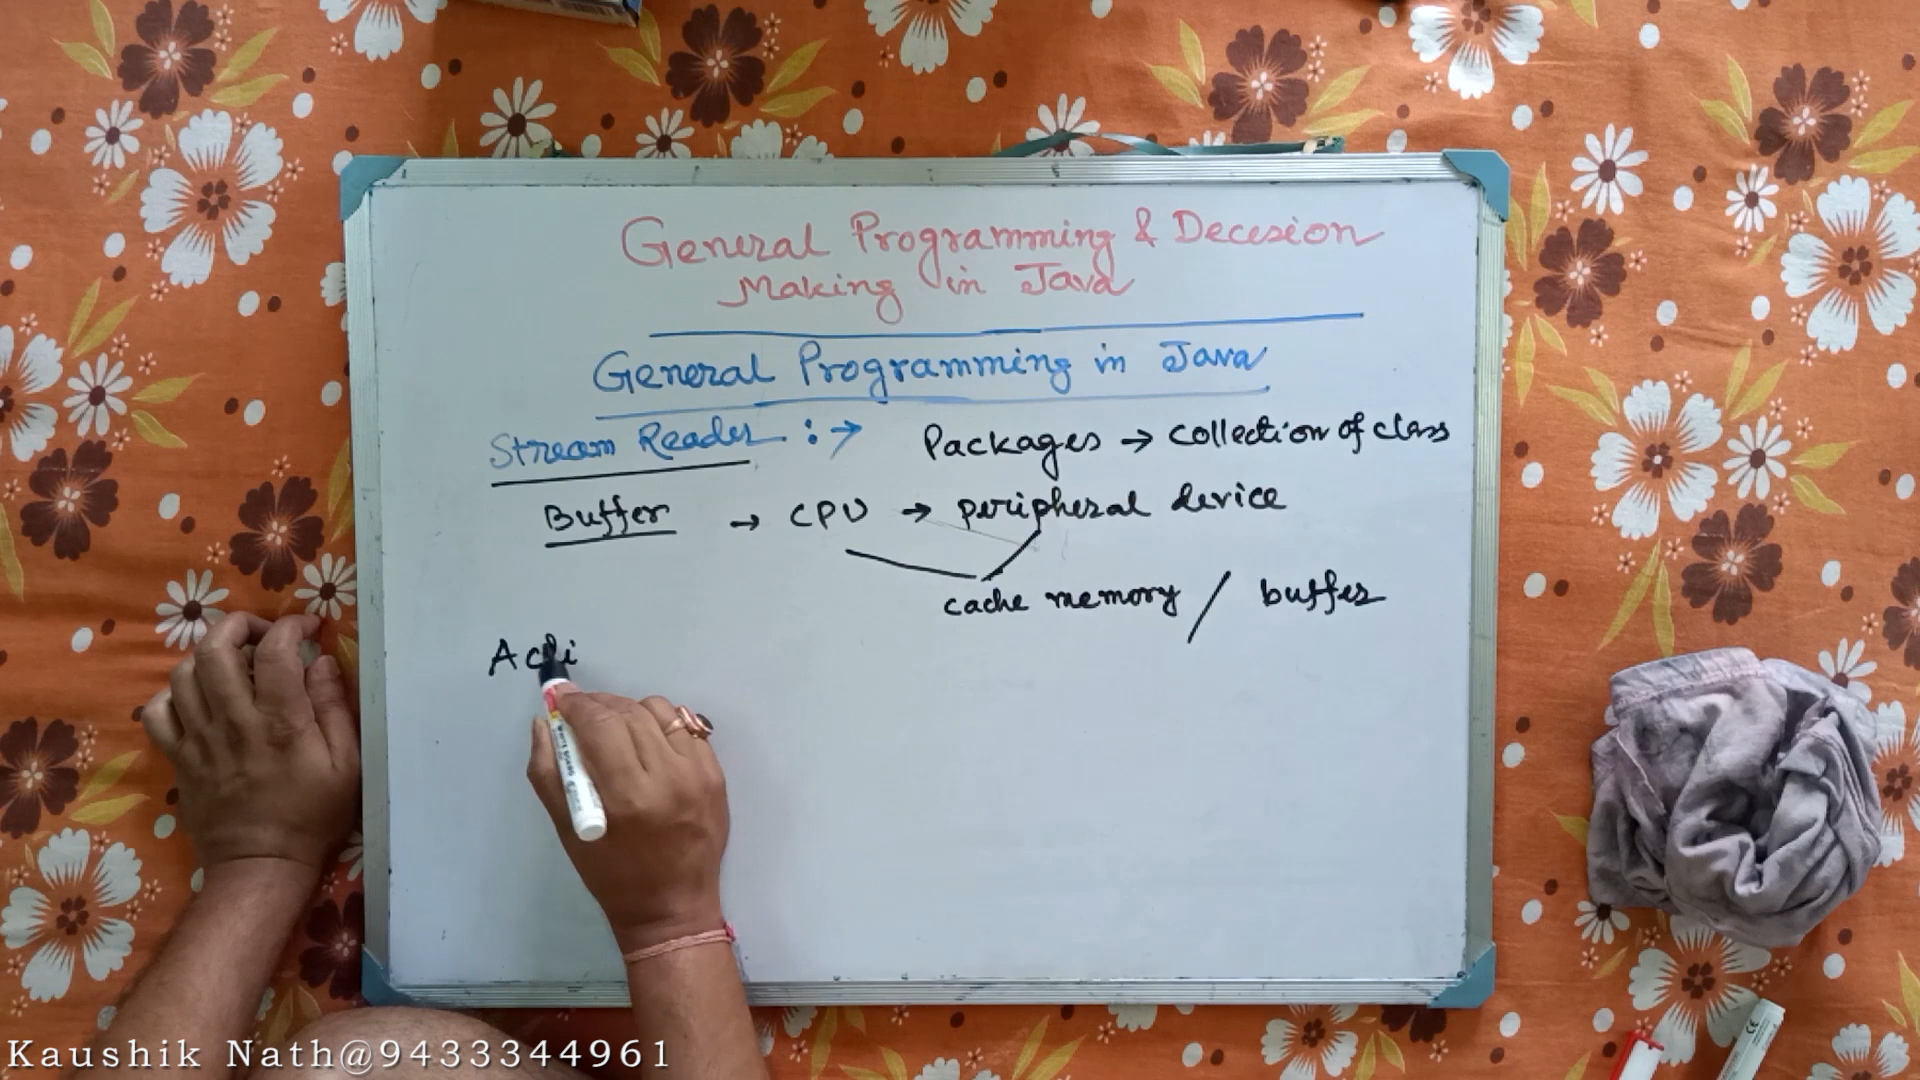 General Programming & Decesion
Making in Java
General Programming in Java
Stream Reader :→ Packages → collection of class
Buffer → CPU → peripheral device
cache memory / buffer
Kaushik Nath@9433344961